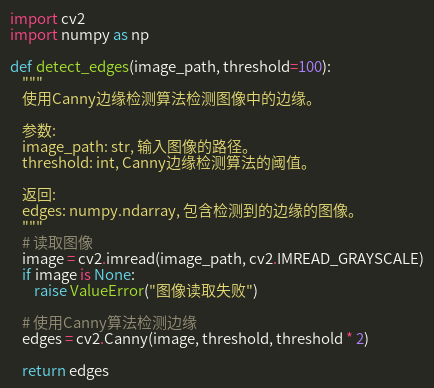 import cv2
import numpy as np

def detect_edges(image_path, threshold=100):
    """
    使用Canny边缘检测算法检测图像中的边缘。

    参数:
    image_path: str, 输入图像的路径。
    threshold: int, Canny边缘检测算法的阈值。

    返回:
    edges: numpy.ndarray, 包含检测到的边缘的图像。
    """
    # 读取图像
    image = cv2.imread(image_path, cv2.IMREAD_GRAYSCALE)
    if image is None:
        raise ValueError("图像读取失败")

    # 使用Canny算法检测边缘
    edges = cv2.Canny(image, threshold, threshold * 2)

    return edges